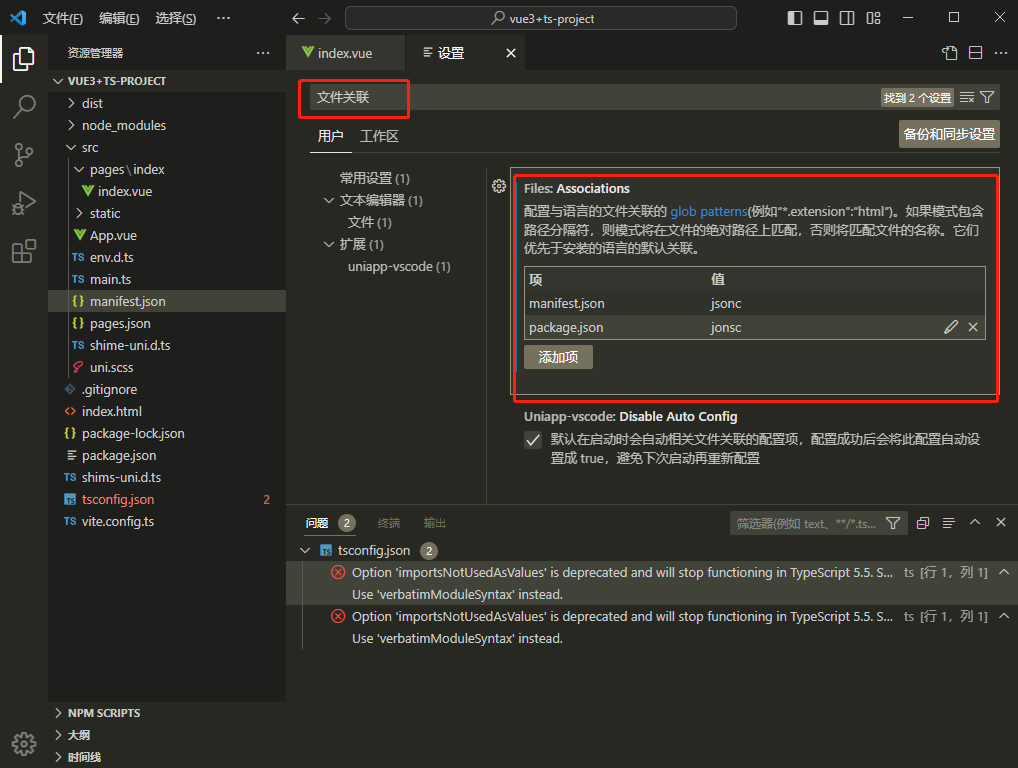 文件(F) 编辑(E) 选择(S) ··· vue3+ts-project
资源管理器 ···
index.vue 设置
VUE3+TS-PROJECT
dist
node_modules
src
pages\index
index.vue
static
App.vue
TS env.d.ts
TS main.ts
{} manifest.json
{} pages.json
TS shime-uni.d.ts
uni.scss
.gitignore
<> index.html
{} package-lock.json
package.json
TS shims-uni.d.ts
TS tsconfig.json 2
TS vite.config.ts
NPM SCRIPTS
大纲
时间线
文件关联 找到 2 个设置
用户 工作区 备份和同步设置
常用设置 (1)
文本编辑器 (1)
文件 (1)
扩展 (1)
uniapp-vscode (1)
Files: Associations
配置与语言的文件关联的 glob patterns(例如"*.extension":"html")。如果模式包含
路径分隔符，则模式将在文件的绝对路径上匹配，否则将匹配文件的名称。它们
优先于安装的语言的默认关联。
项 值
manifest.json jsonc
package.json jonsc
添加项
Uniapp-vscode: Disable Auto Config
默认在启动时会自动相关文件关联的配置项，配置成功后会将此配置自动设
置成 true，避免下次启动再重新配置
问题 2 终端 输出 筛选器(例如 text、**/*.ts...
TS tsconfig.json 2
Option 'importsNotUsedAsValues' is deprecated and will stop functioning in TypeScript 5.5. S... ts [行 1，列 1]
Use 'verbatimModuleSyntax' instead.
Option 'importsNotUsedAsValues' is deprecated and will stop functioning in TypeScript 5.5. S... ts [行 1，列 1]
Use 'verbatimModuleSyntax' instead.